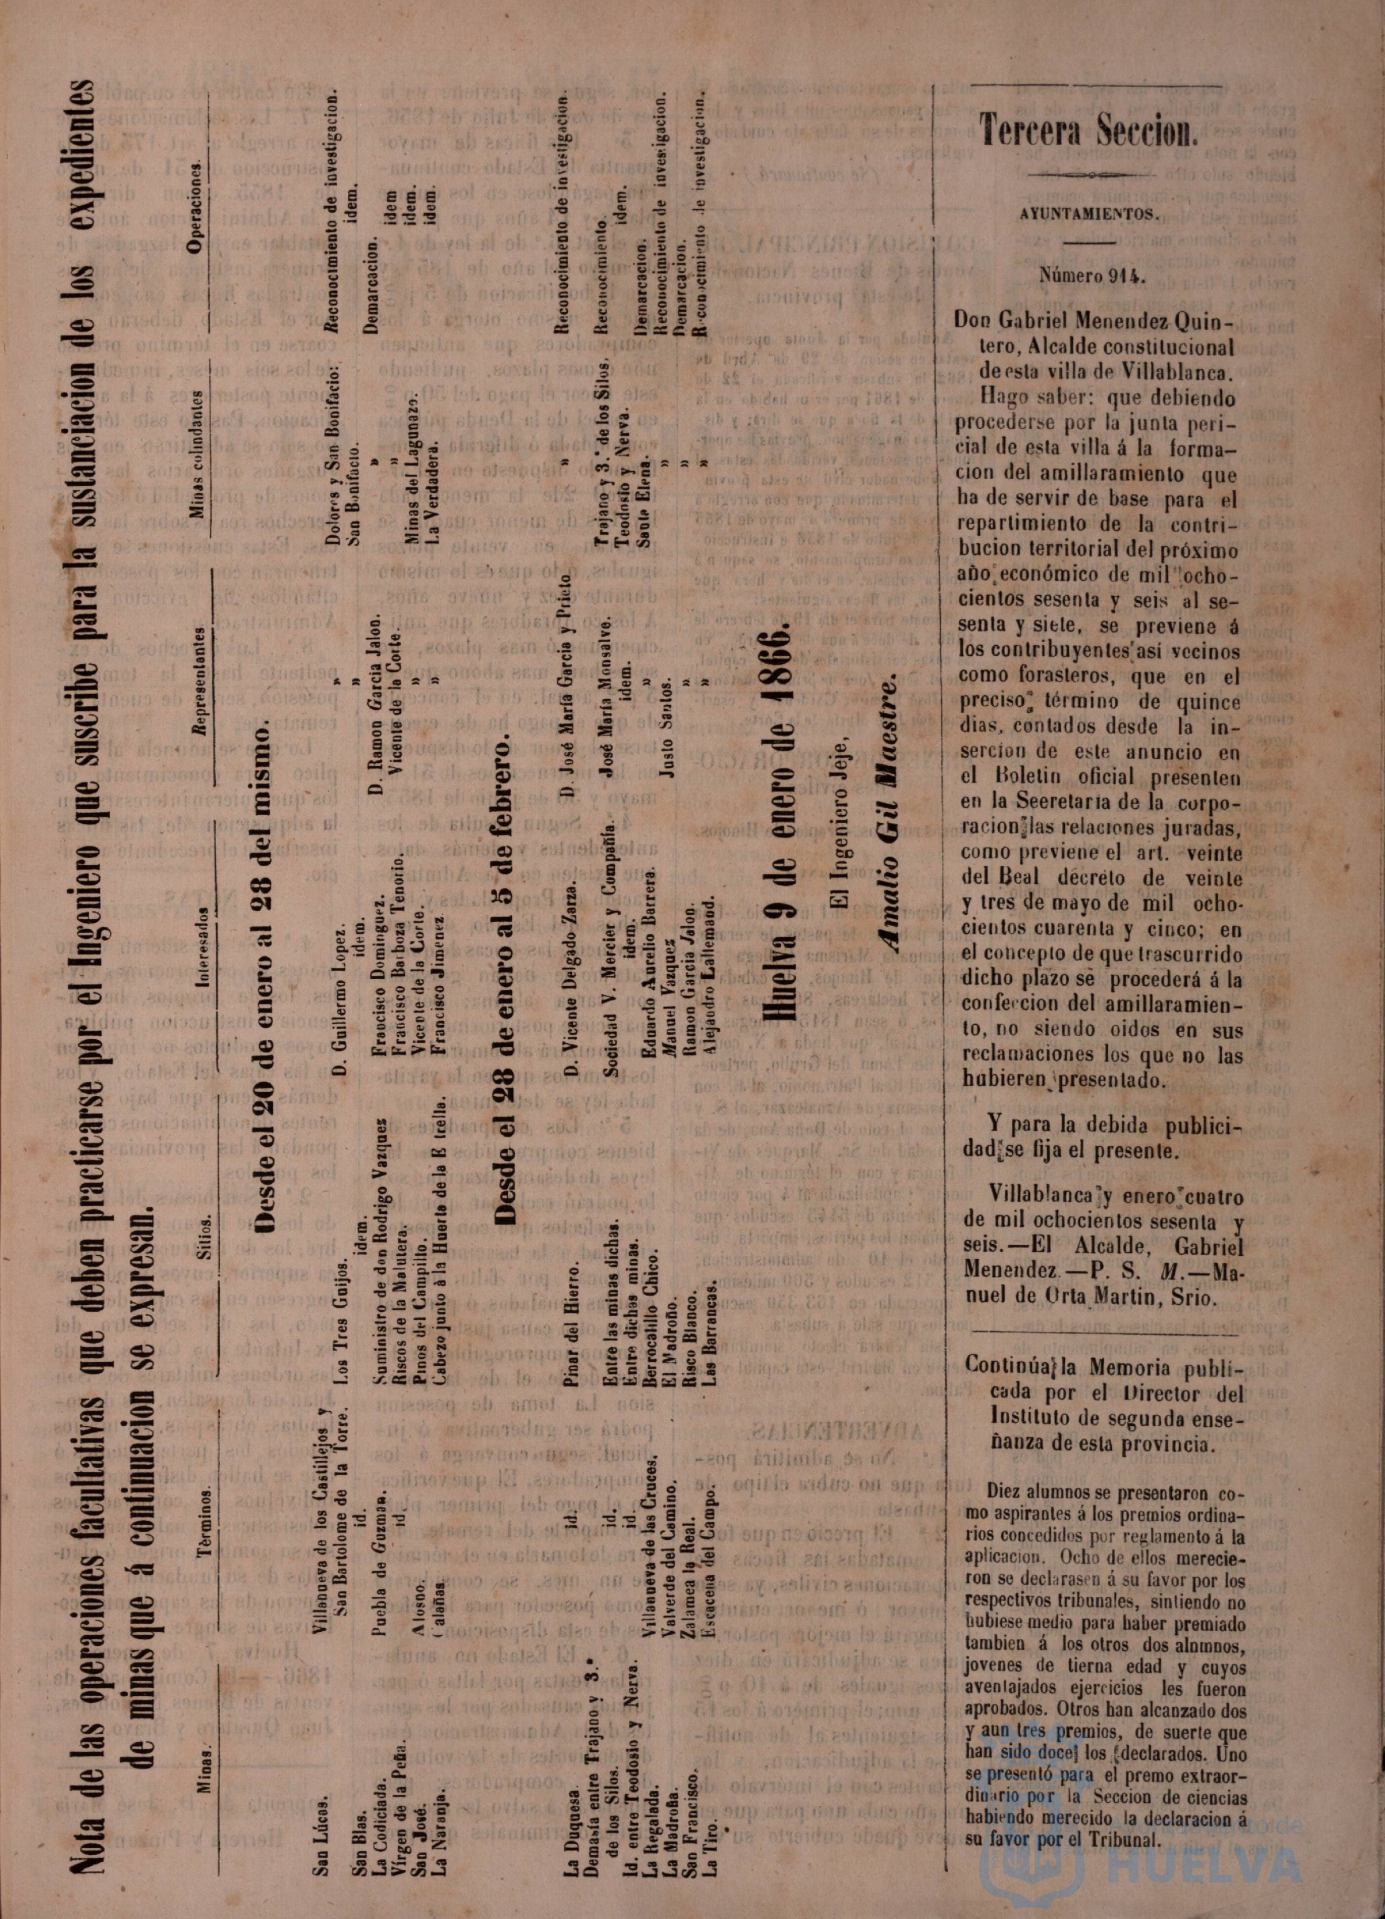 Nota de las operaciones facultativas que deben practicarse por el Ingeniero que suscribe para la sustanciacion de los expedientes
de minas que á continuacion se expresan.
Minas. Términos. Sitios. Interesados Representantes Minas colindantes Operaciones.
Desde el 20 de enero al 28 del mismo.
San Lúcas. Villanueva de los Castillejos y
San Bartolome de la Torre. Los Tres Guijos. D. Guillermo Lopez. » Dolores y San Bonifacio: Reconocimiento de investigacion.
San Blas. id. idem. idem. » San Bonifacio. idem.
La Codiciada. Puebla de Guzman. Suministro de don Rodrigo Vazquez Francisco Dominguez. D. Ramon Garcia Jalon. » Demarcacion.
Virgen de la Peña. id. Riscos de la Malutera. Francisco Barboza Tenorio. Vicente de la Corte. » idem
San José. Alosno. Pinos del Campillo. Vicente de la Corte. » Minas del Lagunazo. idem.
La Naranja. Calañas. Cabezo junto á la Huerta de la E trella. Francisco Jimenez » La Verdadera. idem.
Desde el 28 de enero al 5 de febrero.
La Duquesa. id. Pinar del Hierro. D. Vicente Delgado Zarza. D. José María Garcia y Prieto. » Reconocimiento de investigacion.
Demasía entre Trajano y 3.ª
de los Silos. id. Entre las minas dichas. Sociedad V. Mercier y Compañía. José María Monsalve. Trajano y 3.ª de los Silos. Reconocimiento.
Id. entre Teodosio y Nerva. id. Entre dichas minas. idem. idem. Teodosio y Nerva. idem.
La Regalada. Villanueva de las Cruces. Berrocalillo Chico. Eduardo Aurelio Barrera. » Santa Elena. Demarcacion.
La Madroña. Valverde del Camino. El Madroño. Manuel Vazquez Justo Santos. » Reconocimiento de investigacion.
San Francisco. Zalamea la Real. Risco Blanco. Ramon Garcia Jalon. » » Demarcacion.
La Tiro. Escacena del Campo. Las Barrancas. Alejandro Lallemand. » » Reconocimiento de investigacion.
Huelva 9 de enero de 1866.
El Ingeniero Jeje,
Amalio Gil Maestre.
Tercera Seccion.
AYUNTAMIENTOS.
Número 914.
Don Gabriel Menendez Quin-
tero, Alcalde constitucional
de esta villa de Villablanca.
Hago saber: que debiendo
procederse por la junta peri-
cial de esta villa á la forma-
cion del amillaramiento que
ha de servir de base para el
repartimiento de la contri-
bucion territorial del próximo
año económico de mil ocho-
cientos sesenta y seis al se-
senta y siete, se previene á
los contribuyentes asi vecinos
como forasteros, que en el
preciso término de quince
dias, contados desde la in-
sercion de este anuncio en
el Boletin oficial presenten
en la Seeretaría de la corpo-
racion las relaciones juradas,
como previene el art. veinte
del Real decreto de veinte
y tres de mayo de mil ocho-
cientos cuarenta y cinco; en
el concepto de que trascurrido
dicho plazo se procederá á la
confeccion del amillaramien-
to, no siendo oidos en sus
reclamaciones los que no las
hubieren presentado.
Y para la debida publici-
dad se fija el presente.
Villablanca y enero cuatro
de mil ochocientos sesenta y
seis.—El Alcalde, Gabriel
Menendez.—P. S. M.—Ma-
nuel de Orta Martin, Srio.
Continúa la Memoria publi-
cada por el Director del
Instituto de segunda ense-
ñanza de esta provincia.
Diez alumnos se presentaron co-
mo aspirantes á los premios ordina-
rios concedidos por reglamento á la
aplicacion. Ocho de ellos merecie-
ron se declarasen á su favor por los
respectivos tribunales, sintiendo no
hubiese medio para haber premiado
tambien á los otros dos alnmnos,
jovenes de tierna edad y cuyos
aventajados ejercicios les fueron
aprobados. Otros han alcanzado dos
y aun tres premios, de suerte que
han sido doce los declarados. Uno
se presentó para el premo extraor-
dinario por la Seccion de ciencias
habiendo merecido la declaracion á
su favor por el Tribunal.
HUELVA